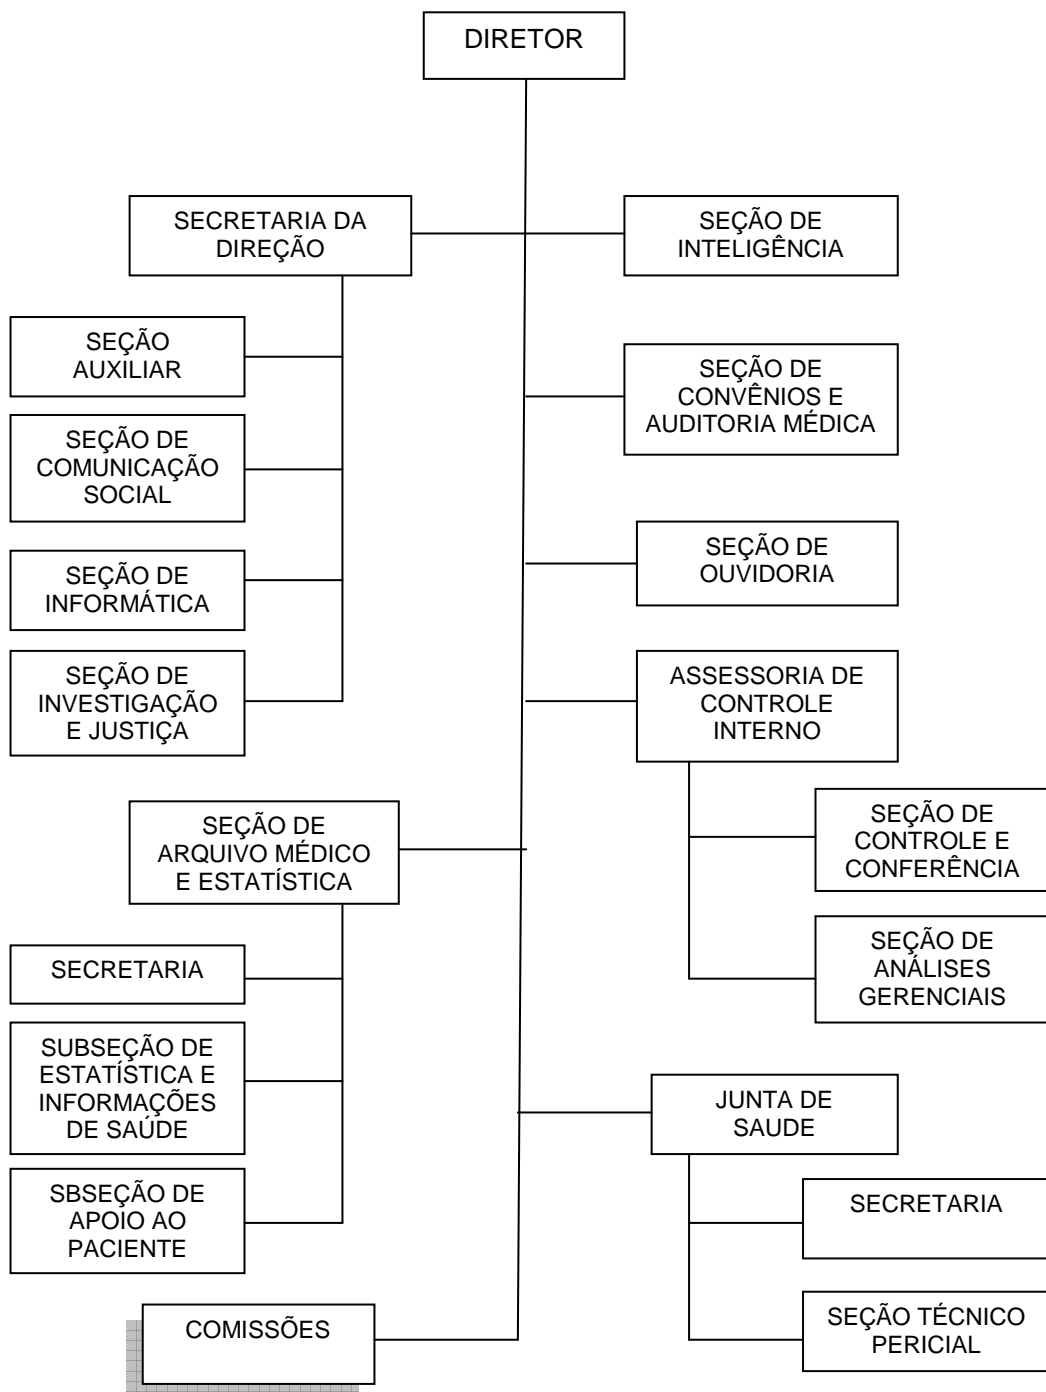 DIRETOR
SECRETARIA DA
DIREÇÃO
SEÇÃO DE
INTELIGÊNCIA
SEÇÃO
AUXILIAR
SEÇÃO DE
CONVÊNIOS E
AUDITORIA MÉDICA
SEÇÃO DE
COMUNICAÇÃO
SOCIAL
SEÇÃO DE
OUVIDORIA
SEÇÃO DE
INFORMÁTICA
SEÇÃO DE
INVESTIGAÇÃO
E JUSTIÇA
ASSESSORIA DE
CONTROLE
INTERNO
SEÇÃO DE
CONTROLE E
CONFERÊNCIA
SEÇÃO DE
ARQUIVO MÉDICO
E ESTATÍSTICA
SEÇÃO DE
ANÁLISES
GERENCIAIS
SECRETARIA
SUBSEÇÃO DE
ESTATÍSTICA E
INFORMAÇÕES
DE SAÚDE
JUNTA DE
SAUDE
SBSEÇÃO DE
APOIO AO
PACIENTE
SECRETARIA
SEÇÃO TÉCNICO
PERICIAL
COMISSÕES